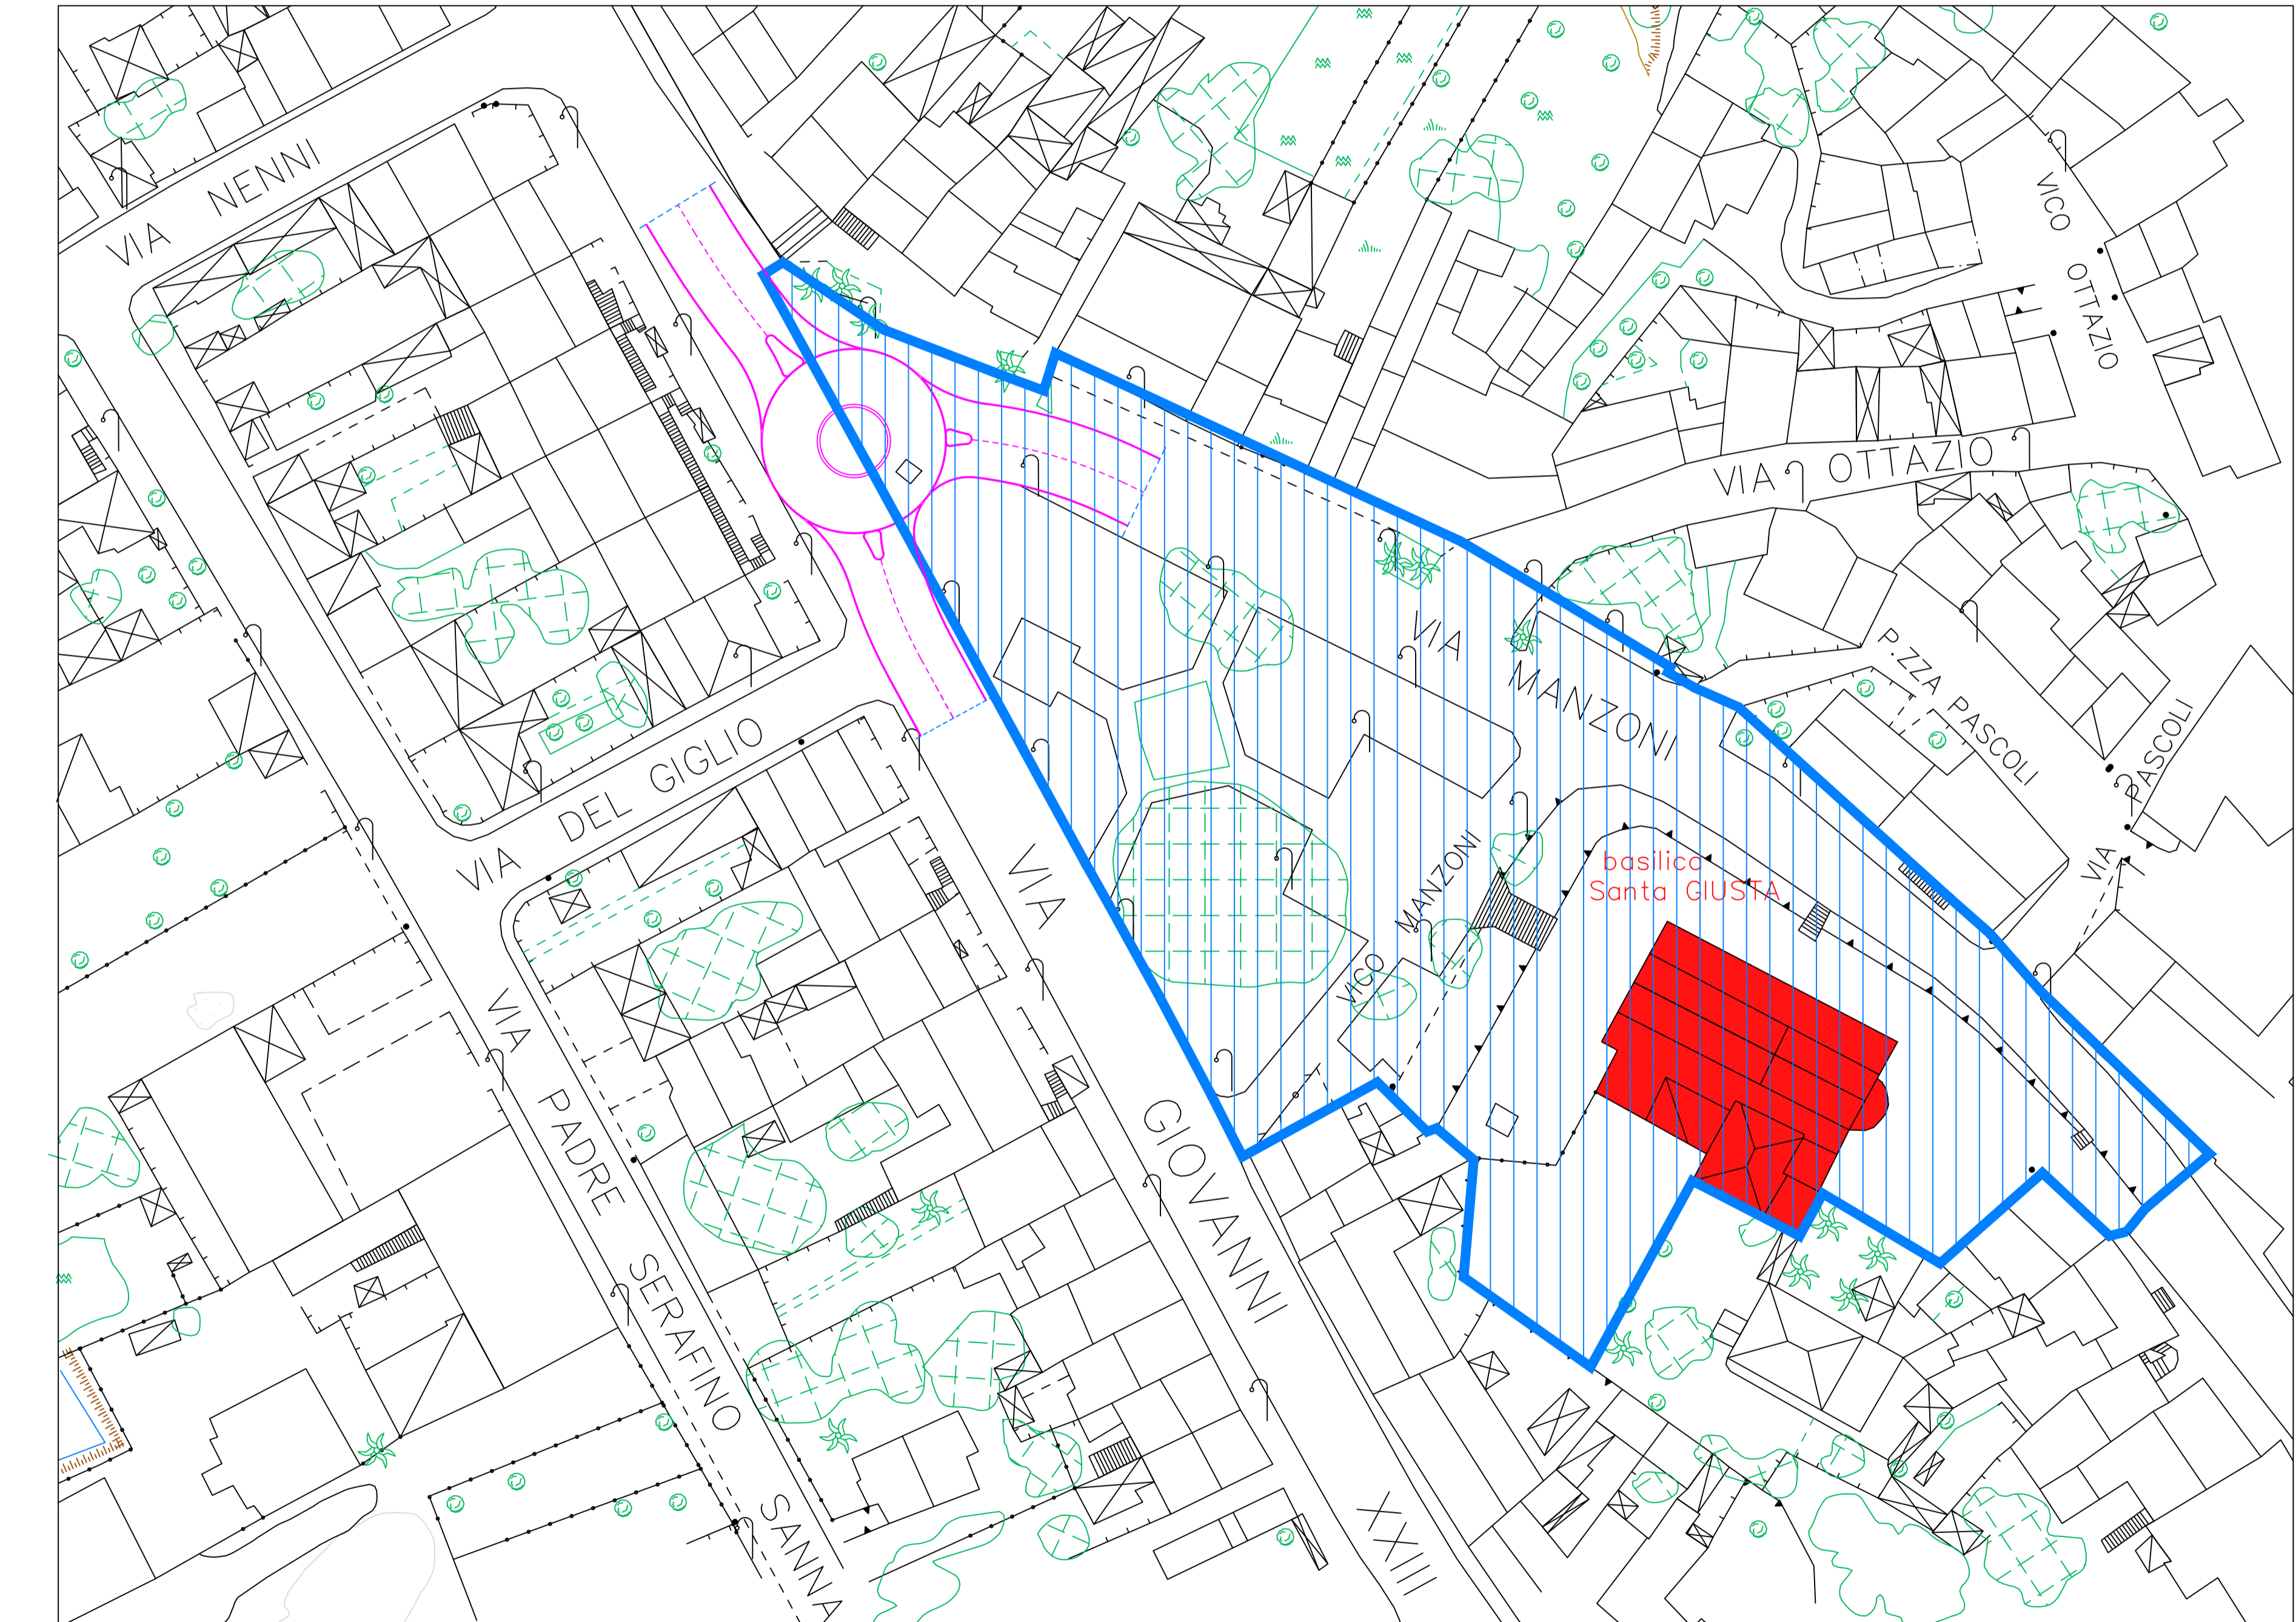 VIA NENNI
VICO OTTAZIO
VIA OTTAZIO
VIA MANZONI
P.ZZA PASCOLI
VIA PASCOLI
VIA DEL GIGLIO
VICO MANZONI
basilica
Santa GIUSTA
VIA GIOVANNI XXIII
VIA PADRE SERAFINO SANNA